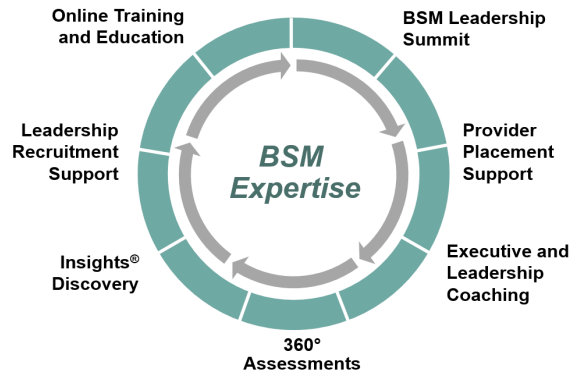 Online Training
and Education
BSM Leadership
Summit
Leadership
Recruitment
Support
BSM
Expertise
Provider
Placement
Support
Insights®
Discovery
Executive and
Leadership
Coaching
360°
Assessments